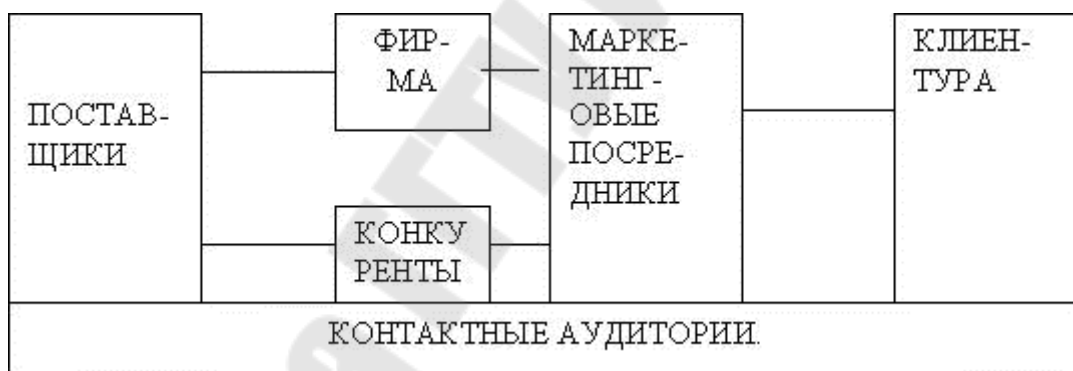 ПОСТАВ-
ЩИКИ
ФИР-
МА
КОНКУ
РЕНТЫ
МАРКЕ-
ТИНГ-
ОВЫЕ
ПОСРЕ-
ДНИКИ
КЛИЕН-
ТУРА
КОНТАКТНЫЕ АУДИТОРИИ.